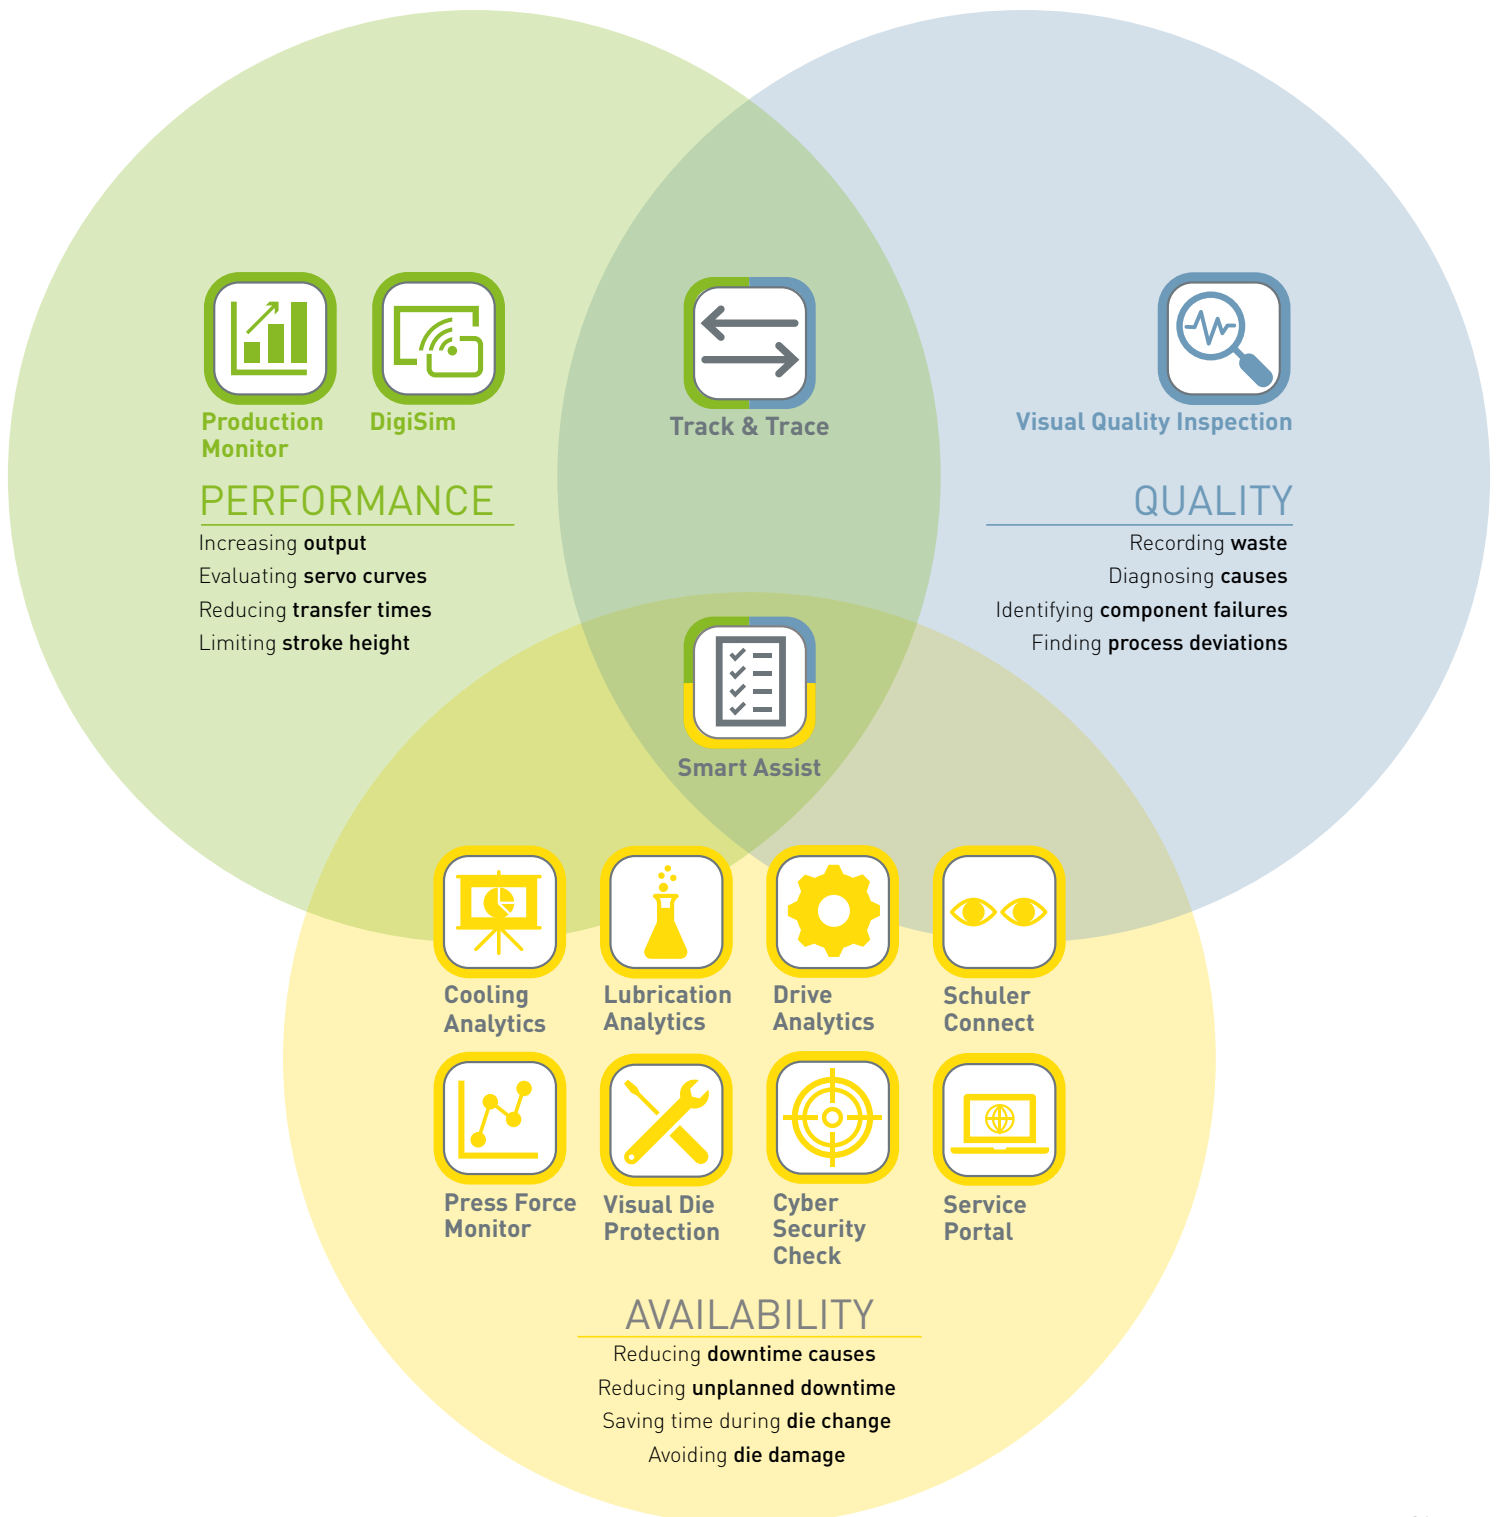 Production
Monitor
DigiSim
PERFORMANCE
Increasing output
Evaluating servo curves
Reducing transfer times
Limiting stroke height
Track & Trace
Visual Quality Inspection
QUALITY
Recording waste
Diagnosing causes
Identifying component failures
Finding process deviations
Smart Assist
Cooling
Analytics
Lubrication
Analytics
Drive
Analytics
Schuler
Connect
Press Force
Monitor
Visual Die
Protection
Cyber
Security
Check
Service
Portal
AVAILABILITY
Reducing downtime causes
Reducing unplanned downtime
Saving time during die change
Avoiding die damage